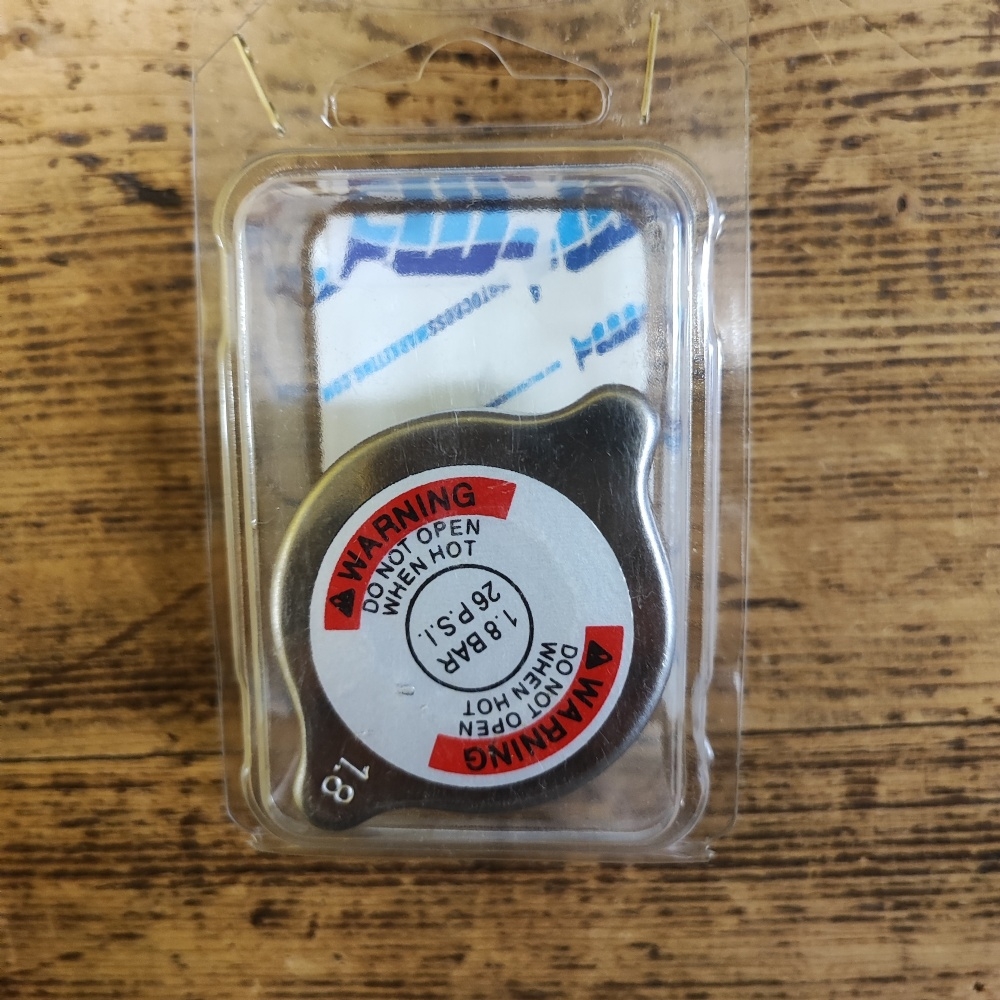 WARNING
DO NOT OPEN
WHEN HOT
1.8 BAR
26 P.S.I.
WARNING
DO NOT OPEN
WHEN HOT
1.8